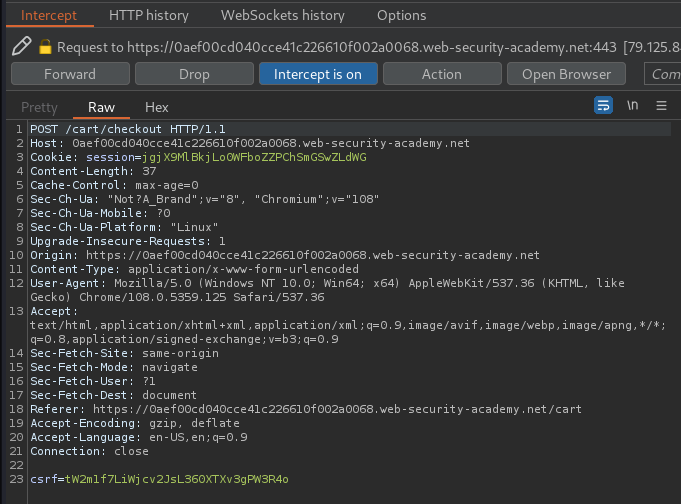 Intercept HTTP history WebSockets history Options
Request to https://0aef00cd040cce41c226610f002a0068.web-security-academy.net:443 [79.125.8
Forward Drop Intercept is on Action Open Browser Com
Pretty Raw Hex \n
1 POST /cart/checkout HTTP/1.1
2 Host: 0aef00cd040cce41c226610f002a0068.web-security-academy.net
3 Cookie: session=jgjX9MlBkjLoOWFboZZPChSmGSwZLdWG
4 Content-Length: 37
5 Cache-Control: max-age=0
6 Sec-Ch-Ua: "Not?A_Brand";v="8", "Chromium";v="108"
7 Sec-Ch-Ua-Mobile: ?0
8 Sec-Ch-Ua-Platform: "Linux"
9 Upgrade-Insecure-Requests: 1
10 Origin: https://0aef00cd040cce41c226610f002a0068.web-security-academy.net
11 Content-Type: application/x-www-form-urlencoded
12 User-Agent: Mozilla/5.0 (Windows NT 10.0; Win64; x64) AppleWebKit/537.36 (KHTML, like
Gecko) Chrome/108.0.5359.125 Safari/537.36
13 Accept:
text/html,application/xhtml+xml,application/xml;q=0.9,image/avif,image/webp,image/apng,*/*;
q=0.8,application/signed-exchange;v=b3;q=0.9
14 Sec-Fetch-Site: same-origin
15 Sec-Fetch-Mode: navigate
16 Sec-Fetch-User: ?1
17 Sec-Fetch-Dest: document
18 Referer: https://0aef00cd040cce41c226610f002a0068.web-security-academy.net/cart
19 Accept-Encoding: gzip, deflate
20 Accept-Language: en-US,en;q=0.9
21 Connection: close
22
23 csrf=tW2m1f7LiWjcv2JsL360XTXv3gPW3R4o